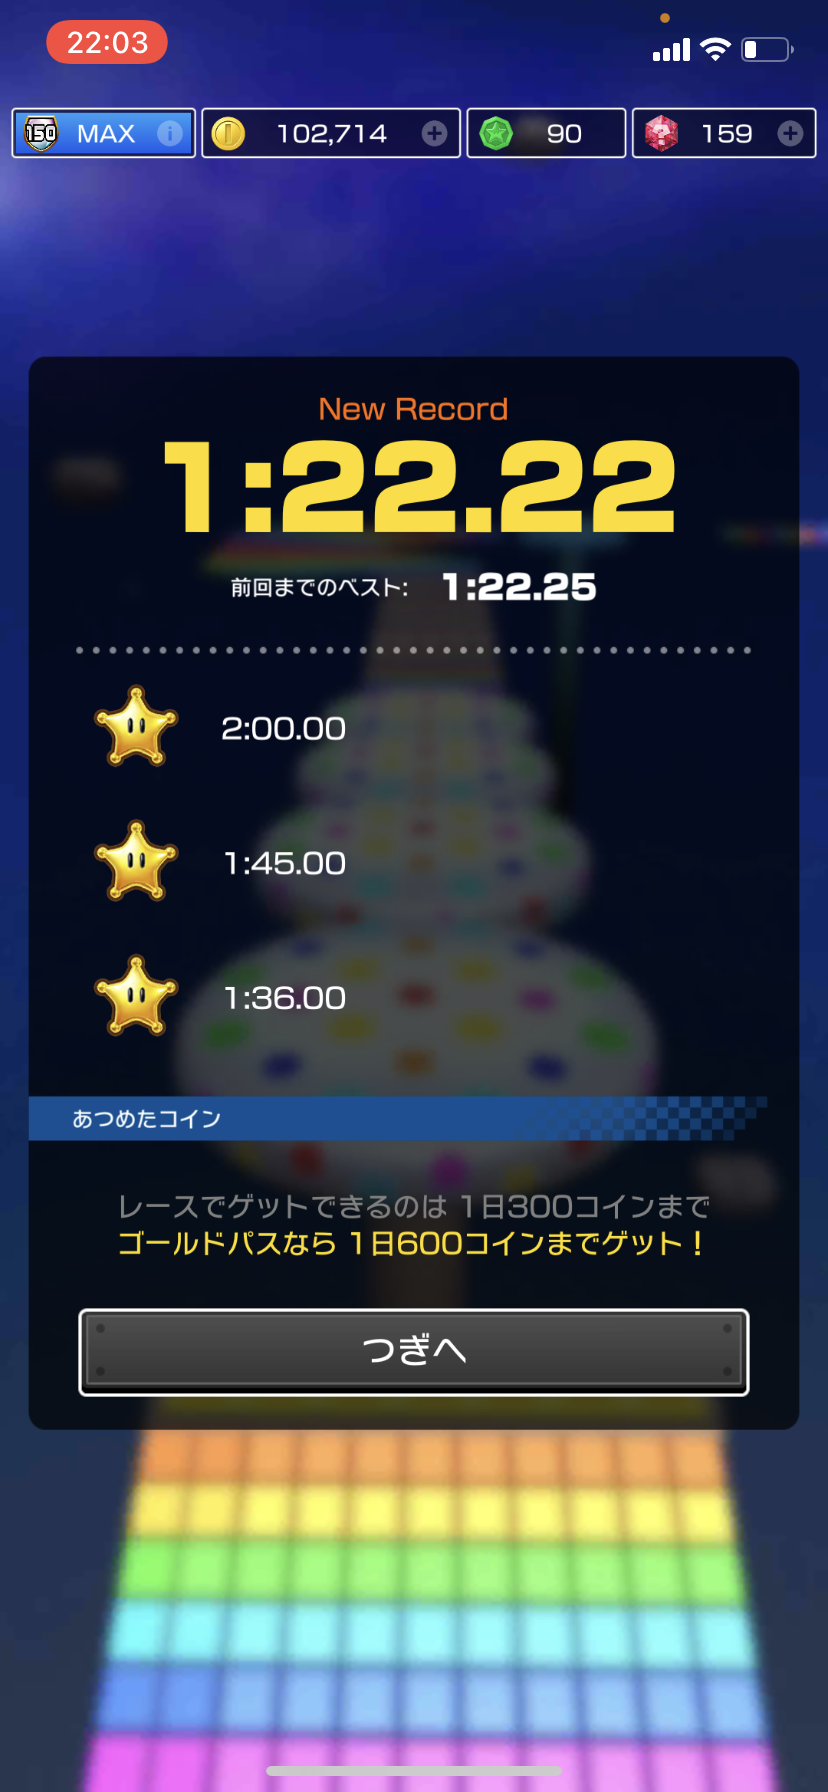 22:03
150 MAX i 102,714 + 90 159 +
New Record
1:22.22
前回までのベスト: 1:22.25
2:00.00
1:45.00
1:36.00
あつめたコイン
レースでゲットできるのは 1日300コインまで
ゴールドパスなら 1日600コインまでゲット！
つぎへ